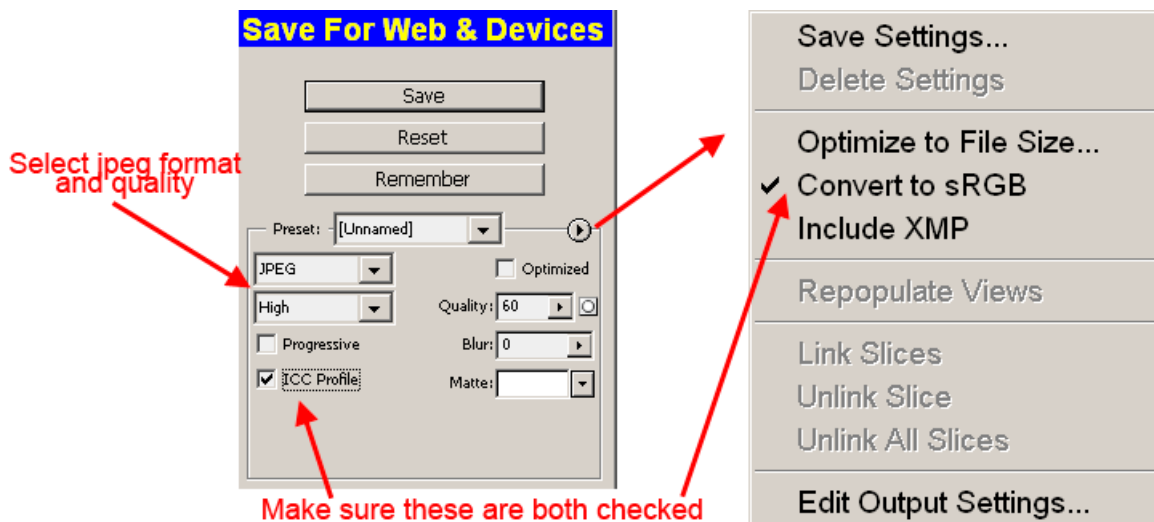 Save For Web & Devices
Save
Reset
Remember
Select jpeg format
and quality
Preset: [Unnamed]
JPEG
Optimized
High
Quality: 60
Progressive
Blur: 0
ICC Profile
Matte:
Make sure these are both checked
Save Settings...
Delete Settings
Optimize to File Size...
Convert to sRGB
Include XMP
Repopulate Views
Link Slices
Unlink Slice
Unlink All Slices
Edit Output Settings...